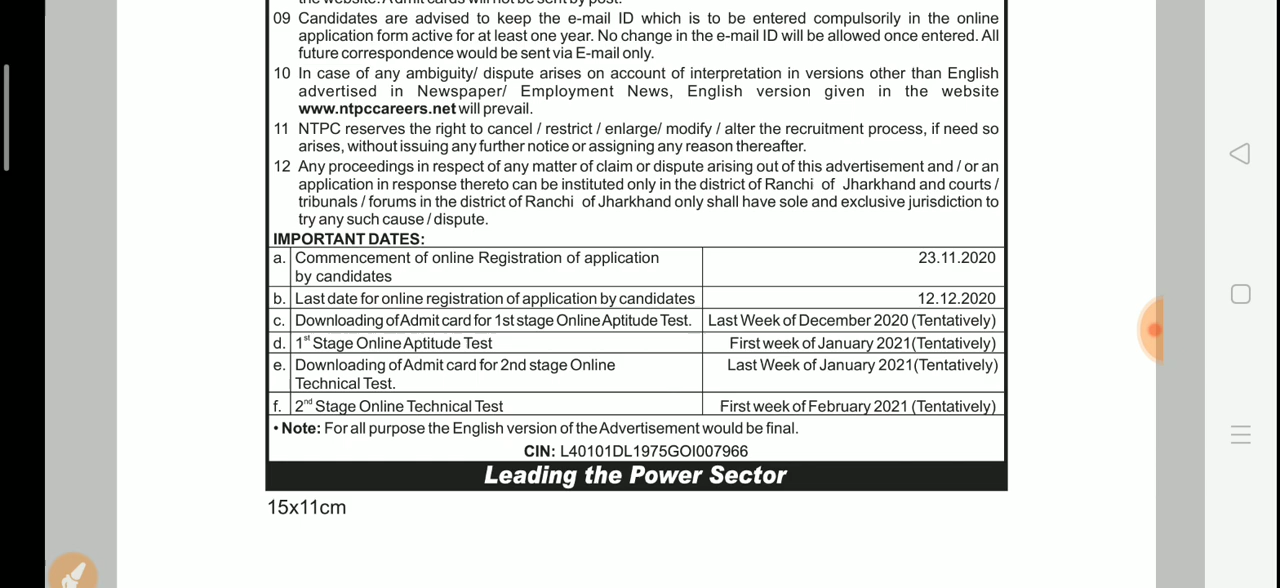 the website. Admit cards will not be sent by post.
09 Candidates are advised to keep the e-mail ID which is to be entered compulsorily in the online
application form active for at least one year. No change in the e-mail ID will be allowed once entered. All
future correspondence would be sent via E-mail only.
10 In case of any ambiguity/ dispute arises on account of interpretation in versions other than English
advertised in Newspaper/ Employment News, English version given in the website
www.ntpccareers.net will prevail.
11 NTPC reserves the right to cancel / restrict / enlarge/ modify / alter the recruitment process, if need so
arises, without issuing any further notice or assigning any reason thereafter.
12 Any proceedings in respect of any matter of claim or dispute arising out of this advertisement and / or an
application in response thereto can be instituted only in the district of Ranchi of Jharkhand and courts /
tribunals / forums in the district of Ranchi of Jharkhand only shall have sole and exclusive jurisdiction to
try any such cause / dispute.
IMPORTANT DATES:
a. Commencement of online Registration of application 23.11.2020
by candidates
b. Last date for online registration of application by candidates 12.12.2020
c. Downloading of Admit card for 1st stage Online Aptitude Test. Last Week of December 2020 (Tentatively)
d. 1st Stage Online Aptitude Test First week of January 2021(Tentatively)
e. Downloading of Admit card for 2nd stage Online Last Week of January 2021(Tentatively)
Technical Test.
f. 2nd Stage Online Technical Test First week of February 2021 (Tentatively)
• Note: For all purpose the English version of the Advertisement would be final.
CIN: L40101DL1975GOI007966
Leading the Power Sector
15x11cm